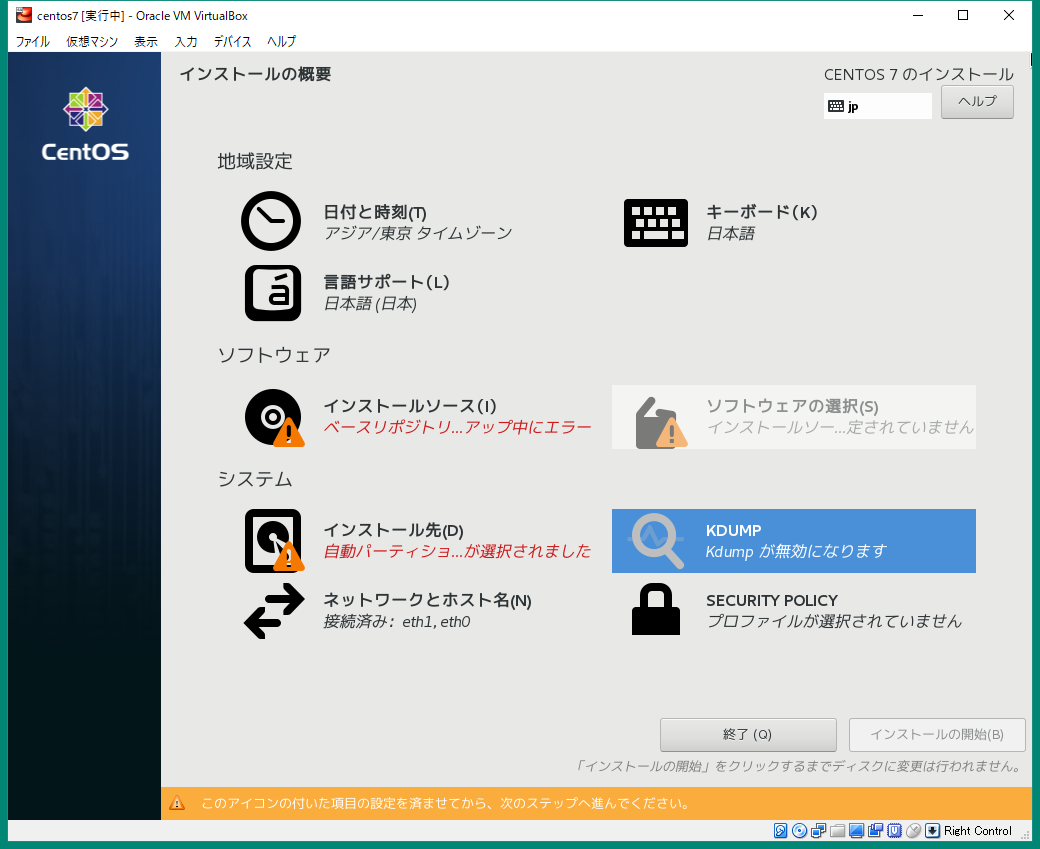 centos7 [実行中] - Oracle VM VirtualBox
ファイル 仮想マシン 表示 入力 デバイス ヘルプ
インストールの概要
CENTOS 7 のインストール
jp
ヘルプ
CentOS
地域設定
日付と時刻(T)
アジア/東京 タイムゾーン
キーボード(K)
日本語
言語サポート(L)
日本語 (日本)
ソフトウェア
インストールソース(I)
ベースリポジトリ...アップ中にエラー
ソフトウェアの選択(S)
インストールソー...定されていません
システム
インストール先(D)
自動パーティショ...が選択されました
KDUMP
Kdump が無効になります
ネットワークとホスト名(N)
接続済み: eth1, eth0
SECURITY POLICY
プロファイルが選択されていません
終了 (Q)
インストールの開始(B)
「インストールの開始」をクリックするまでディスクに変更は行われません。
このアイコンの付いた項目の設定を済ませてから、次のステップへ進んでください。
Right Control